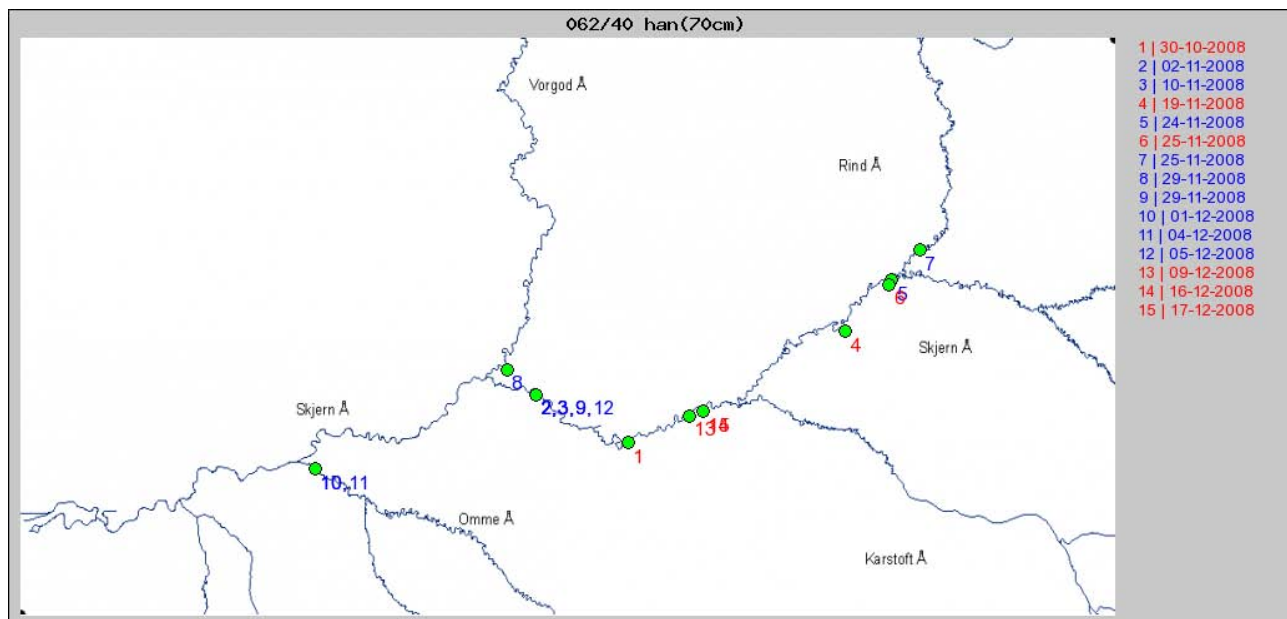 062/40 han(70cm)
1 | 30-10-2008
2 | 02-11-2008
3 | 10-11-2008
4 | 19-11-2008
5 | 24-11-2008
6 | 25-11-2008
7 | 25-11-2008
8 | 29-11-2008
9 | 29-11-2008
10 | 01-12-2008
11 | 04-12-2008
12 | 05-12-2008
13 | 09-12-2008
14 | 16-12-2008
15 | 17-12-2008
Vorgod Å
Rind Å
7
5
6
4
Skjern Å
8
2,3,9,12
Skjern Å
13
15
1
10,11
Omme Å
Karstoft Å